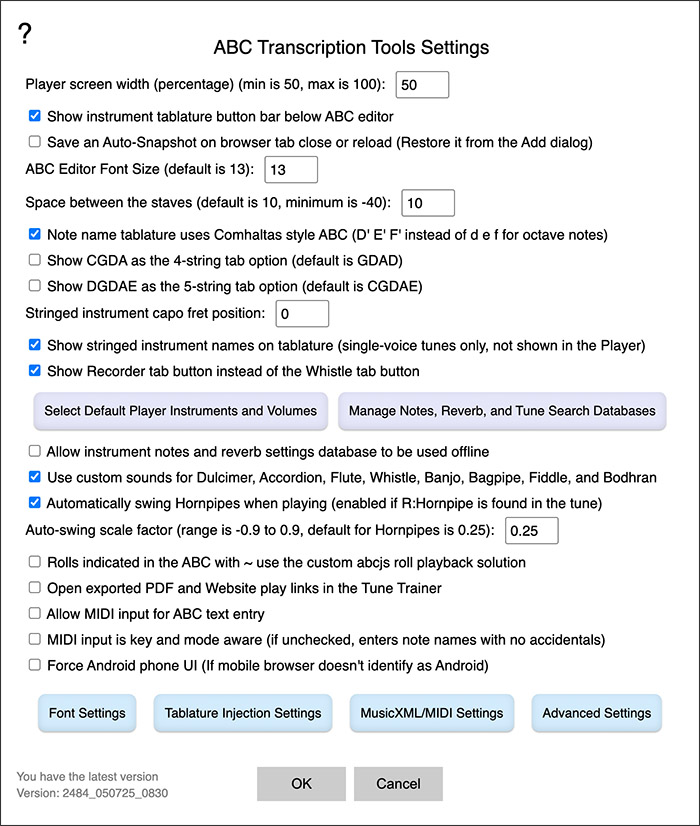 ?
ABC Transcription Tools Settings
Player screen width (percentage) (min is 50, max is 100): 50
Show instrument tablature button bar below ABC editor
Save an Auto-Snapshot on browser tab close or reload (Restore it from the Add dialog)
ABC Editor Font Size (default is 13): 13
Space between the staves (default is 10, minimum is -40): 10
Note name tablature uses Comhaltas style ABC (D' E' F' instead of d e f for octave notes)
Show CGDA as the 4-string tab option (default is GDAD)
Show DGDAE as the 5-string tab option (default is CGDAE)
Stringed instrument capo fret position: 0
Show stringed instrument names on tablature (single-voice tunes only, not shown in the Player)
Show Recorder tab button instead of the Whistle tab button
Select Default Player Instruments and Volumes Manage Notes, Reverb, and Tune Search Databases
Allow instrument notes and reverb settings database to be used offline
Use custom sounds for Dulcimer, Accordion, Flute, Whistle, Banjo, Bagpipe, Fiddle, and Bodhran
Automatically swing Hornpipes when playing (enabled if R:Hornpipe is found in the tune)
Auto-swing scale factor (range is -0.9 to 0.9, default for Hornpipes is 0.25): 0.25
Rolls indicated in the ABC with ~ use the custom abcjs roll playback solution
Open exported PDF and Website play links in the Tune Trainer
Allow MIDI input for ABC text entry
MIDI input is key and mode aware (if unchecked, enters note names with no accidentals)
Force Android phone UI (If mobile browser doesn't identify as Android)
Font Settings Tablature Injection Settings MusicXML/MIDI Settings Advanced Settings
You have the latest version
Version: 2484_050725_0830
OK Cancel